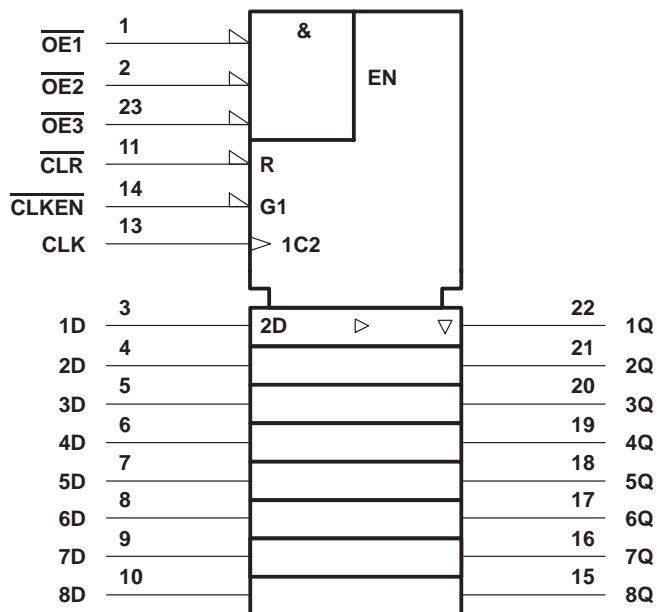 1 &
OE1
2
OE2 EN
23
OE3
11
CLR R
14
CLKEN G1
13
CLK 1C2
3 22
1D 2D 1Q
4 21
2D 2Q
5 20
3D 3Q
6 19
4D 4Q
7 18
5D 5Q
8 17
6D 6Q
9 16
7D 7Q
10 15
8D 8Q